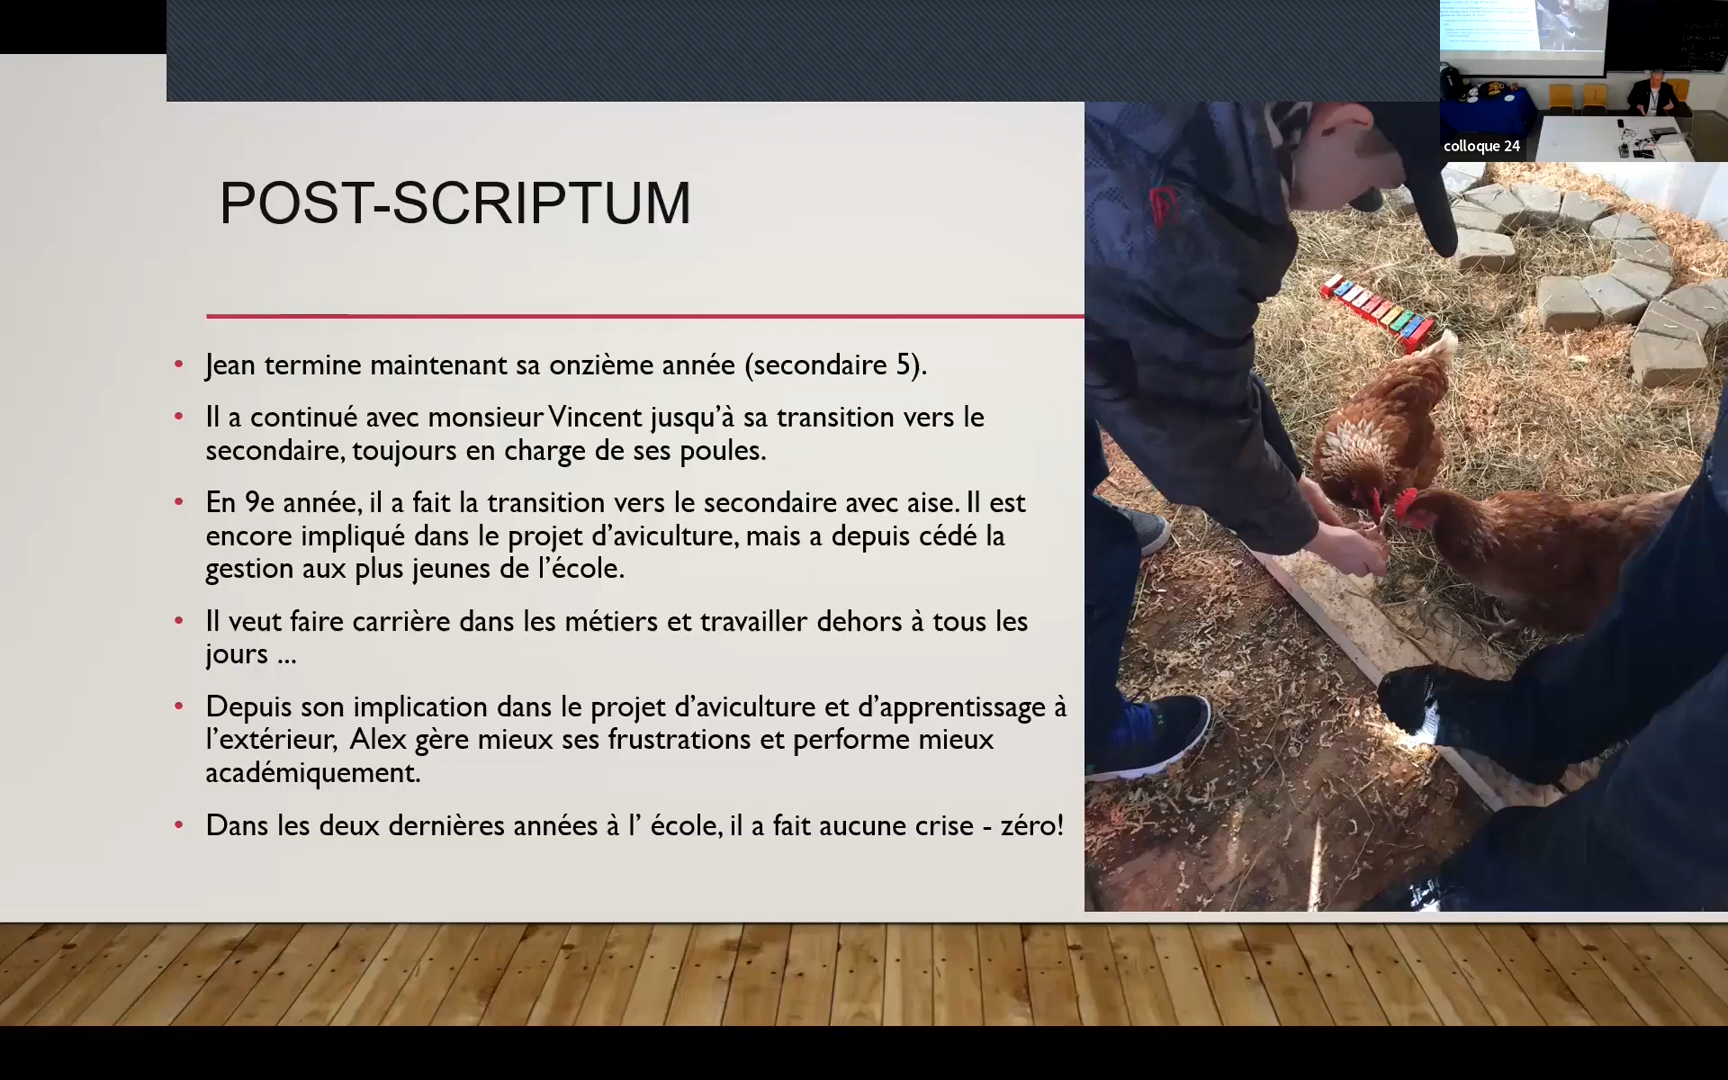 colloque 24
POST-SCRIPTUM
• Jean termine maintenant sa onzième année (secondaire 5).
• Il a continué avec monsieur Vincent jusqu’à sa transition vers le
secondaire, toujours en charge de ses poules.
• En 9e année, il a fait la transition vers le secondaire avec aise. Il est
encore impliqué dans le projet d’aviculture, mais a depuis cédé la
gestion aux plus jeunes de l’école.
• Il veut faire carrière dans les métiers et travailler dehors à tous les
jours ...
• Depuis son implication dans le projet d’aviculture et d’apprentissage à
l’extérieur, Alex gère mieux ses frustrations et performe mieux
académiquement.
• Dans les deux dernières années à l’ école, il a fait aucune crise - zéro!